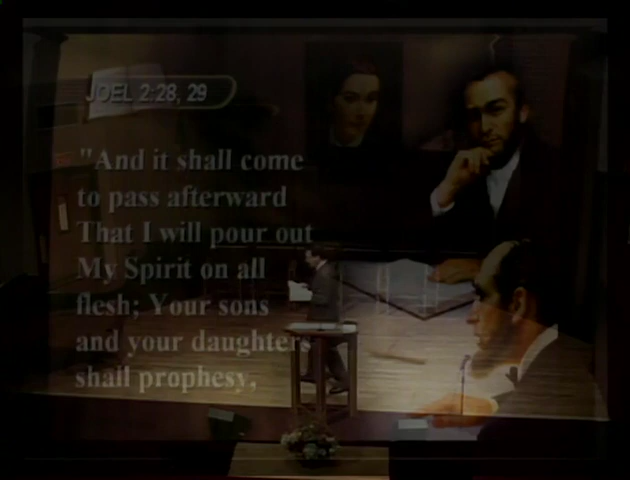 JOEL 2:28, 29
"And it shall come
to pass afterward
That I will pour out
My Spirit on all
flesh; Your sons
and your daughters
shall prophesy,